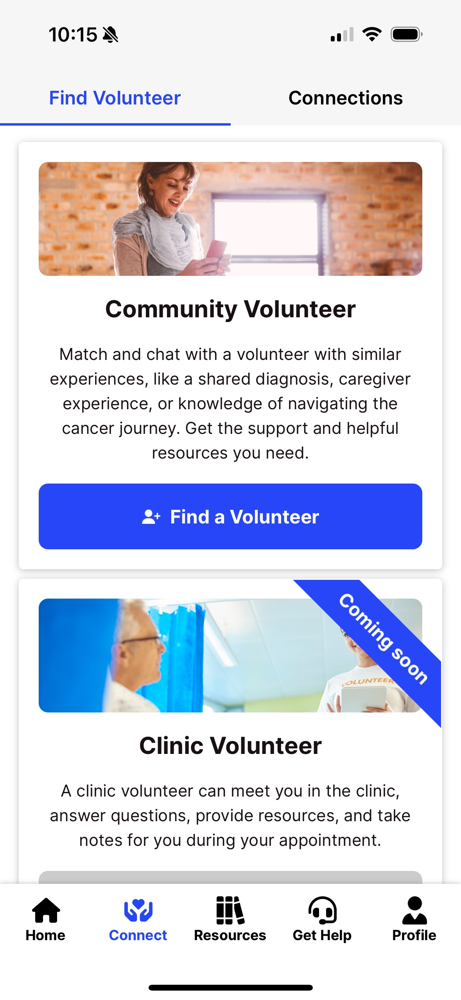 10:15
Find Volunteer
Connections
Community Volunteer
Match and chat with a volunteer with similar
experiences, like a shared diagnosis, caregiver
experience, or knowledge of navigating the
cancer journey. Get the support and helpful
resources you need.
Find a Volunteer
Coming soon
VOLUNTEER
Clinic Volunteer
A clinic volunteer can meet you in the clinic,
answer questions, provide resources, and take
notes for you during your appointment.
Home
Connect
Resources
Get Help
Profile